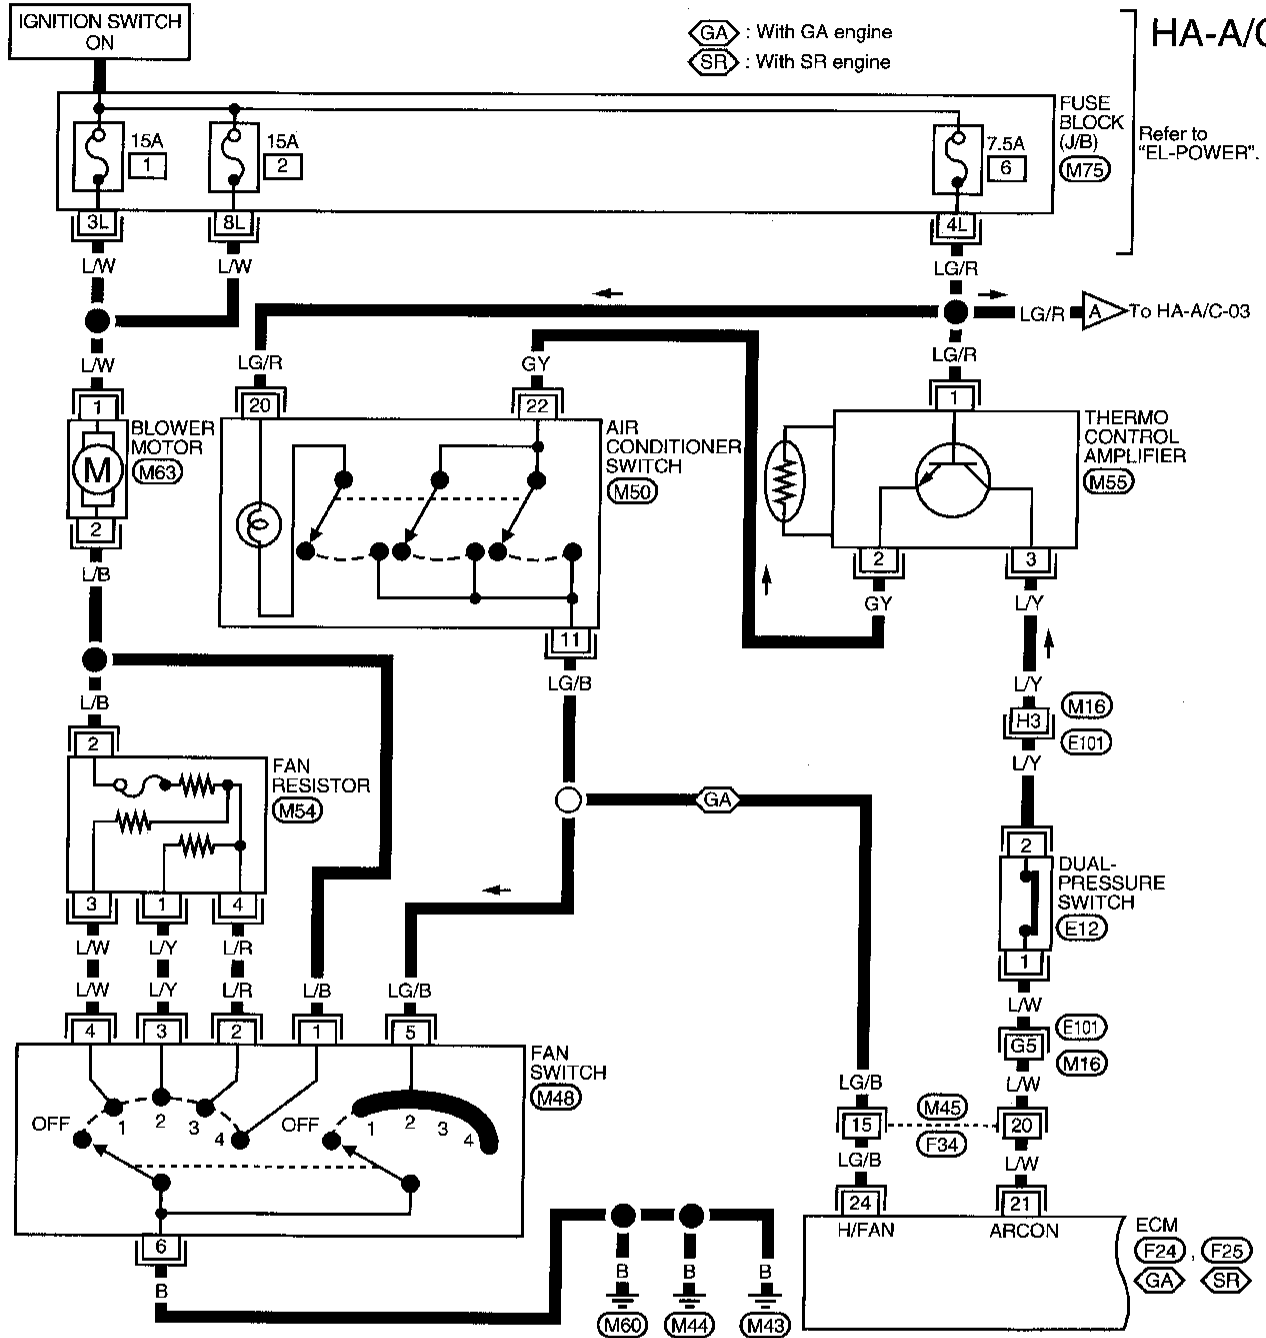 IGNITION SWITCH
ON
GA : With GA engine
SR : With SR engine
HA-A/C
FUSE
BLOCK
(J/B)
M75
Refer to
"EL-POWER".
15A
1
15A
2
7.5A
6
3L
8L
4L
L/W
L/W
LG/R
LG/R
A
To HA-A/C-03
L/W
LG/R
GY
LG/R
1
20
22
1
BLOWER
MOTOR
M63
M
2
AIR
CONDITIONER
SWITCH
M50
THERMO
CONTROL
AMPLIFIER
M55
2
3
L/B
GY
L/Y
11
LG/B
L/Y
L/B
H3
M16
E101
L/Y
2
FAN
RESISTOR
M54
GA
2
DUAL-
PRESSURE
SWITCH
E12
1
3
1
4
L/W
L/Y
L/R
L/W
L/Y
L/R
L/B
LG/B
L/W
4
3
2
1
5
G5
E101
M16
FAN
SWITCH
M48
LG/B
L/W
OFF
1
2
3
4
OFF
1
2
3
4
15
M45
F34
20
LG/B
L/W
24
21
H/FAN
ARCON
ECM
F24 , F25
GA
SR
6
B
B
B
B
M60
M44
M43